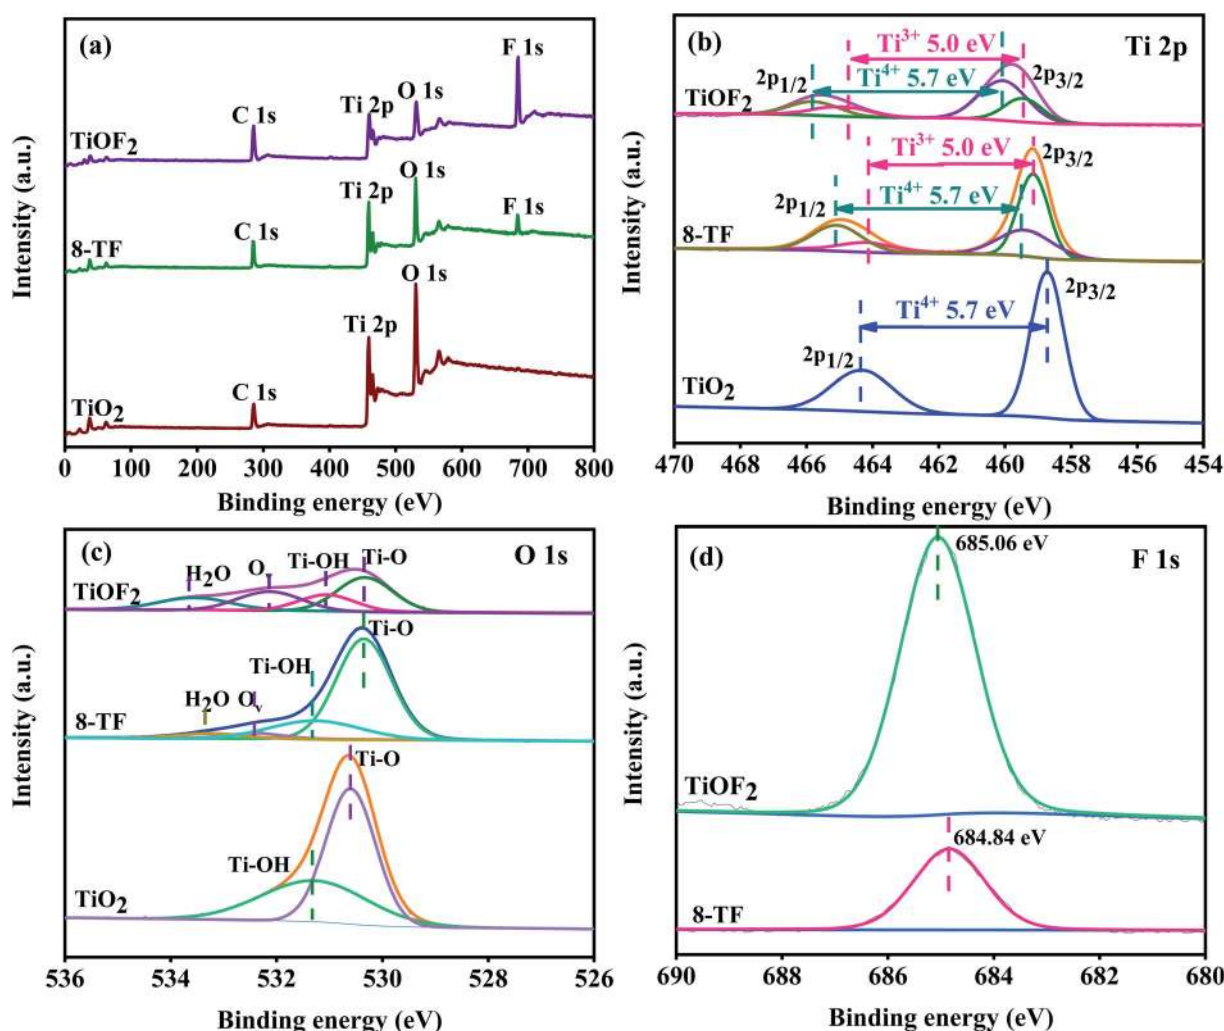 (a)
F 1s
Ti 2p
O 1s
C 1s
TiOF2
O 1s
Ti 2p
F 1s
C 1s
8-TF
O 1s
Ti 2p
C 1s
TiO2
Intensity (a.u.)
0 100 200 300 400 500 600 700 800
Binding energy (eV)
(b)
Ti 2p
Ti3+ 5.0 eV
2p1/2
Ti4+ 5.7 eV
2p3/2
TiOF2
Ti3+ 5.0 eV
2p3/2
Ti4+ 5.7 eV
2p1/2
8-TF
2p3/2
Ti4+ 5.7 eV
2p1/2
TiO2
Intensity (a.u.)
470 468 466 464 462 460 458 456 454
Binding energy (eV)
(c)
O 1s
H2O
Ov
Ti-OH
Ti-O
TiOF2
Ti-O
Ti-OH
H2O Ov
8-TF
Ti-O
Ti-OH
TiO2
Intensity (a.u.)
536 534 532 530 528 526
Binding energy (eV)
(d)
685.06 eV
F 1s
TiOF2
684.84 eV
8-TF
Intensity (a.u.)
690 688 686 684 682 680
Binding energy (eV)